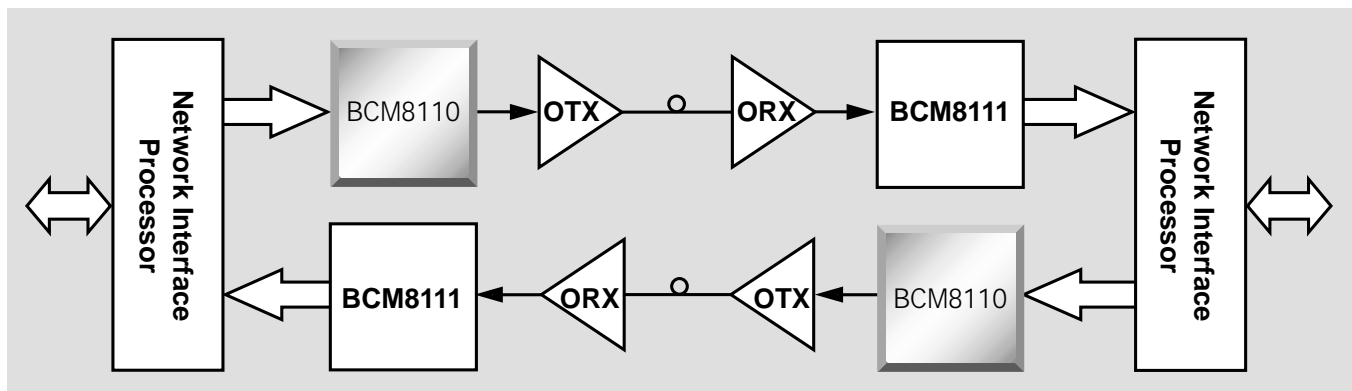 Network Interface
Processor
BCM8110
OTX
ORX
BCM8111
Network Interface
Processor
BCM8111
ORX
OTX
BCM8110